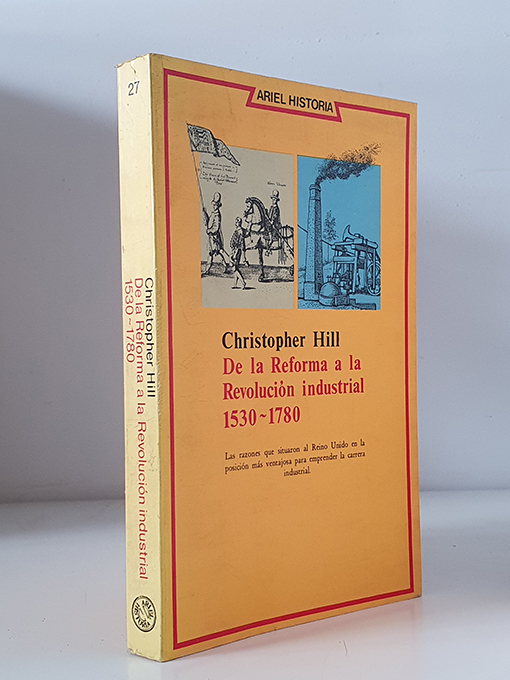 ARIEL HISTORIA
Christopher Hill
De la Reforma a la
Revolución industrial
1530~1780
Las razones que situaron al Reino Unido en la
posición más ventajosa para emprender la carrera
industrial.
27
Christopher Hill
De la Reforma a la Revolución industrial
1530~1780